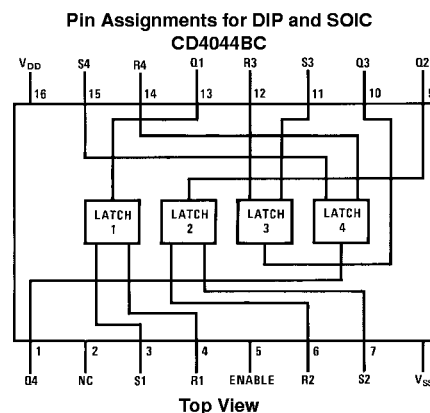 Pin Assignments for DIP and SOIC
CD4044BC
VDD S4 R4 Q1 R3 S3 Q3 Q2
16 15 14 13 12 11 10 9
LATCH 1 LATCH 2 LATCH 3 LATCH 4
1 2 3 4 5 6 7
Q4 NC S1 R1 ENABLE R2 S2 VSS
Top View